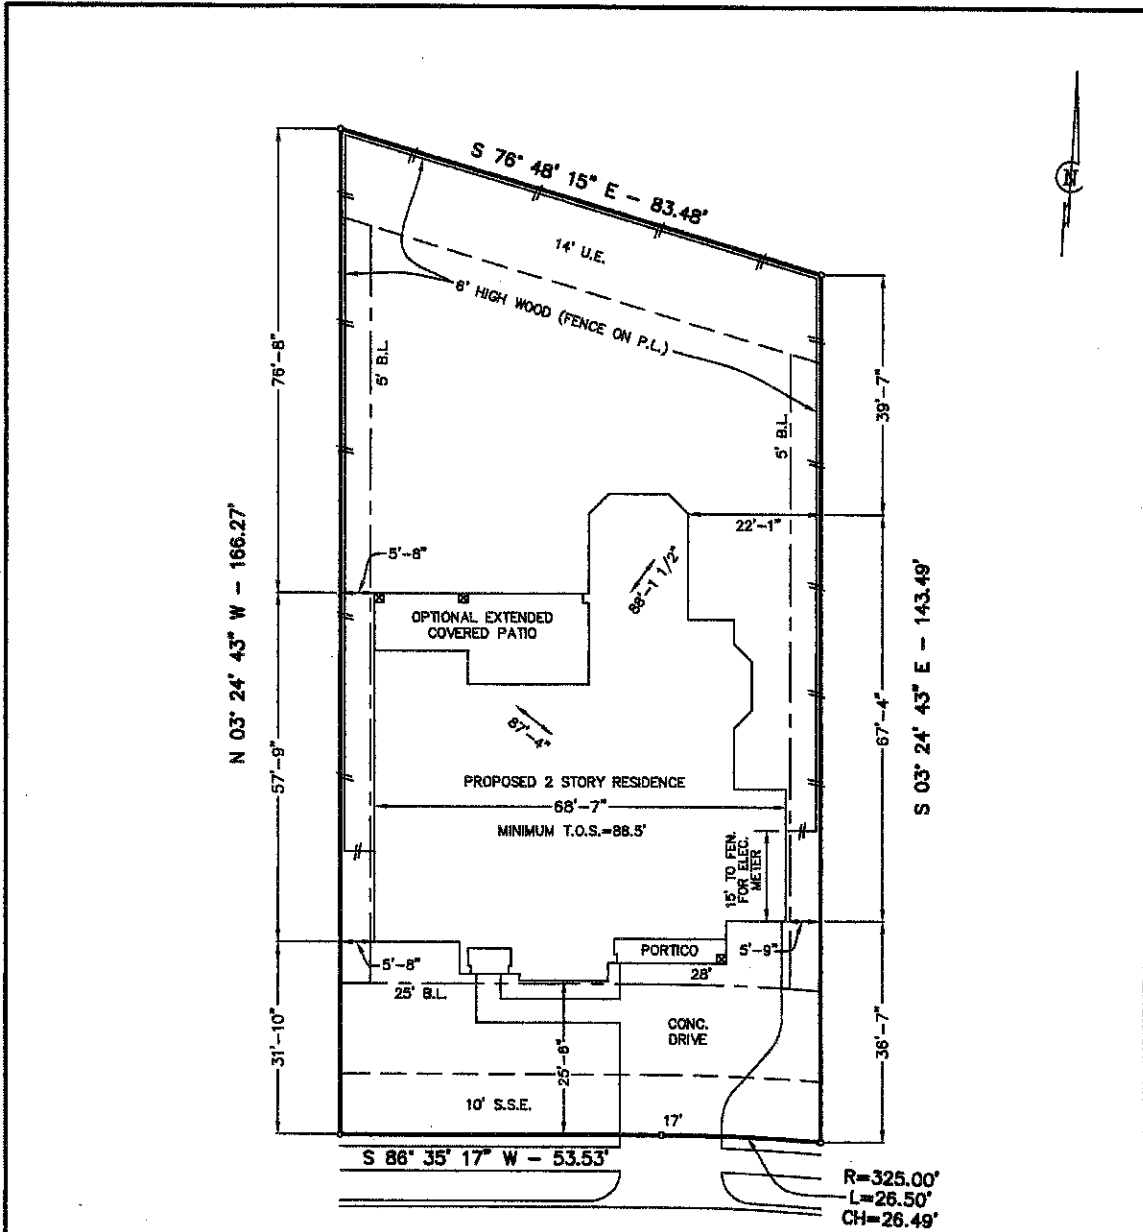 N
S 76° 48' 15" E - 83.48'
14' U.E.
6' HIGH WOOD (FENCE ON P.L.)
76'-8"
5' B.L.
5' B.L.
39'-7"
22'-1"
N 03° 24' 43" W - 166.27'
5'-8"
88'-1 1/2"
OPTIONAL EXTENDED
COVERED PATIO
S 03° 24' 43" E - 143.49'
67'-4"
87'-4"
57'-9"
PROPOSED 2 STORY RESIDENCE
68'-7"
MINIMUM T.O.S.=88.5'
15' TO FEN.
FOR ELEC.
METER
PORTICO
5'-9"
5'-8"
28'
25' B.L.
31'-10"
CONC.
DRIVE
36'-7"
25'-6"
10' S.S.E.
17'
S 86° 35' 17" W - 53.53'
R=325.00'
L=26.50'
CH=26.49'